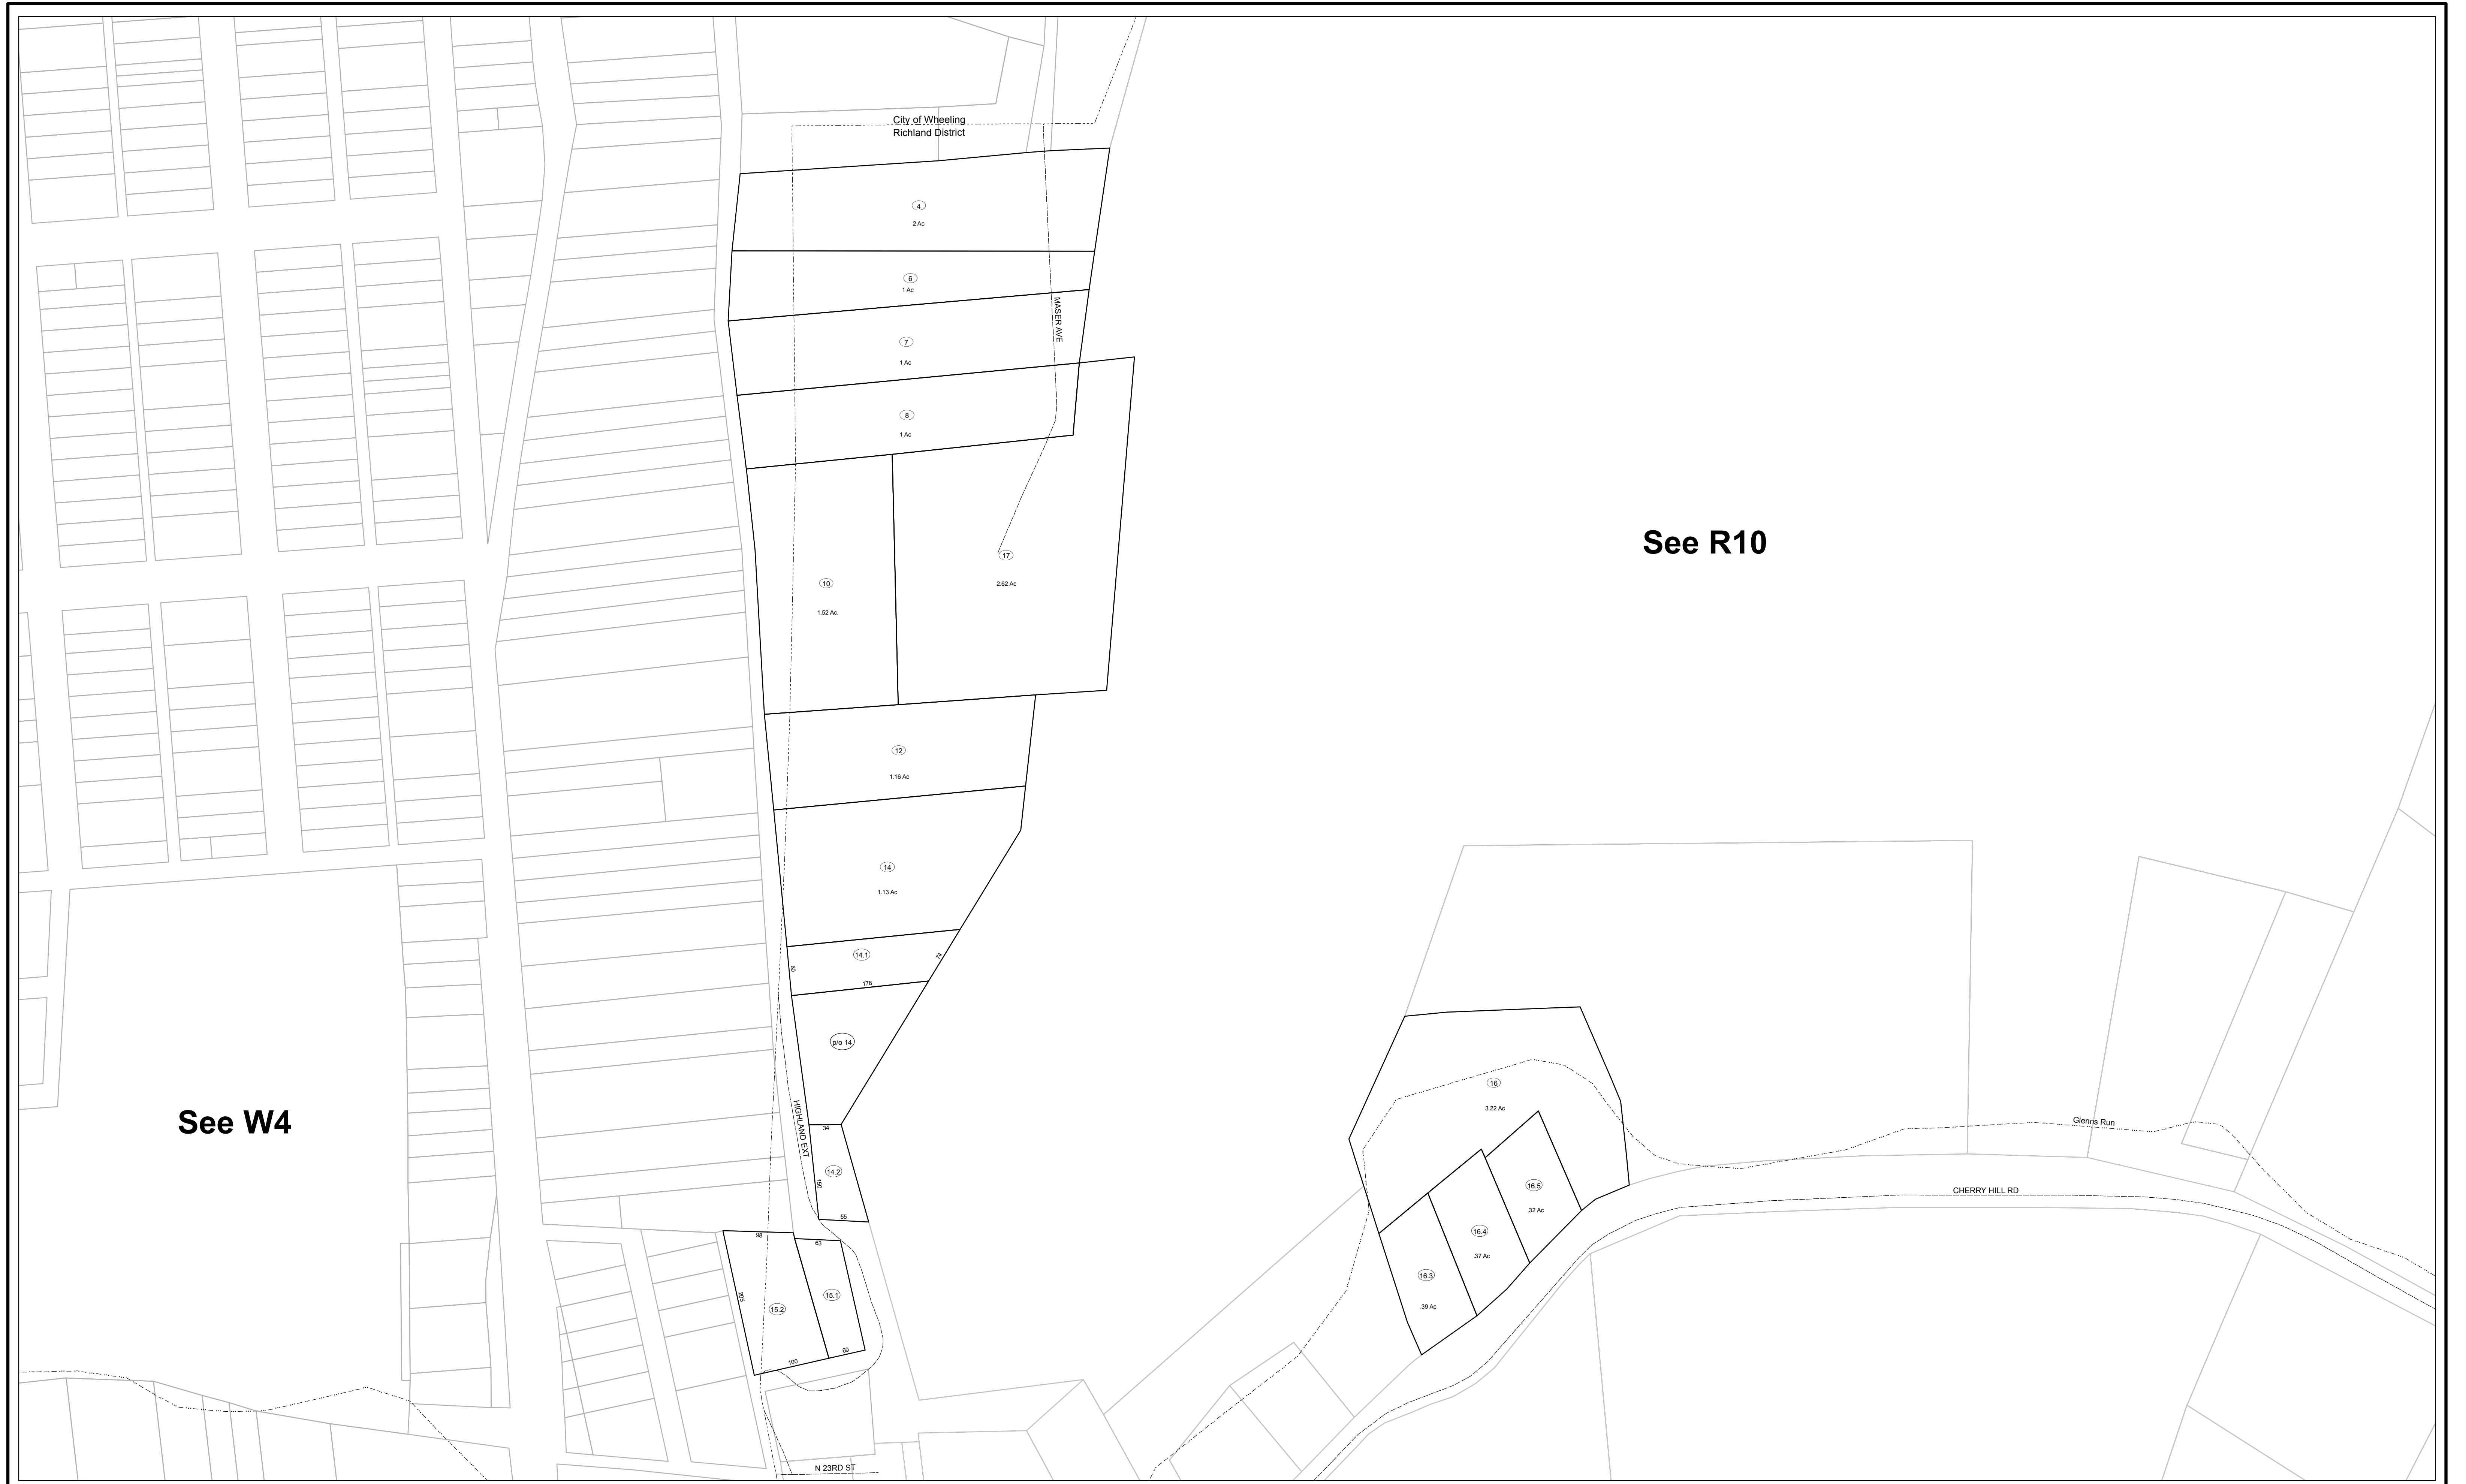 City of Wheeling
Richland District
4
2 Ac
6
1 Ac
MASER AVE
7
1 Ac
8
1 Ac
See R10
17
2.62 Ac
10
1.52 Ac.
12
1.16 Ac
14
1.13 Ac
14.1
74
60
178
p/o 14
16
3.22 Ac
See W4
HIGHLAND EXT
34
Glenns Run
14.2
150
55
16.5
.32 Ac
CHERRY HILL RD
16.4
.37 Ac
98
63
16.3
.39 Ac
205
15.2
15.1
100
60
N 23RD ST